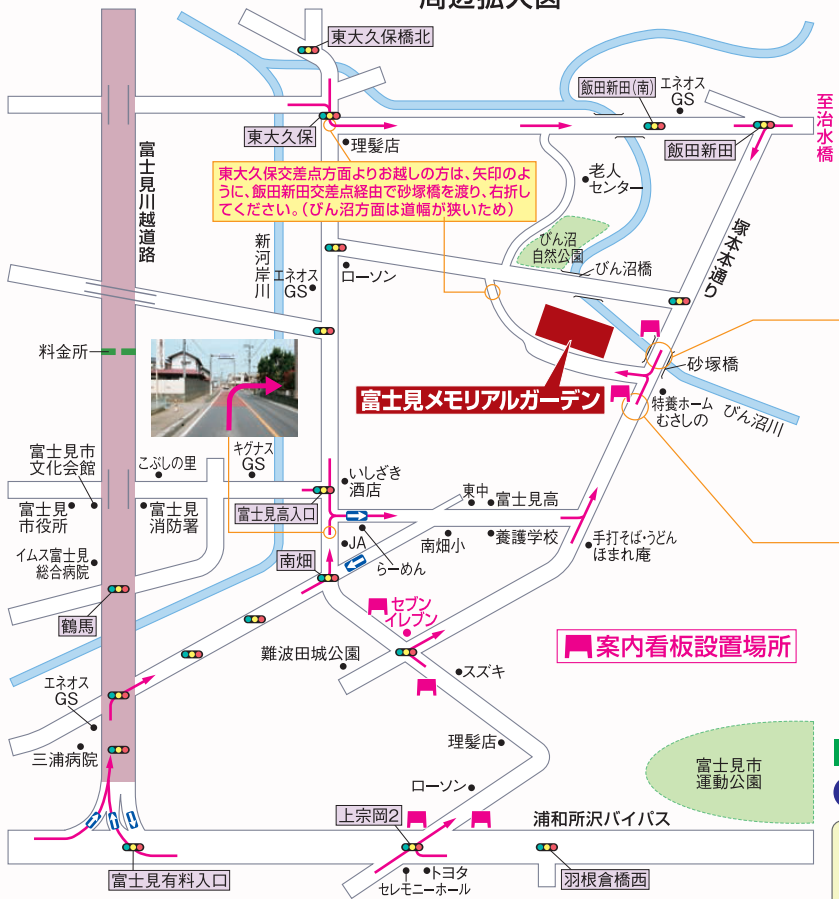 周辺拡大図
東大久保橋北
東大久保
理髪店
飯田新田(南)
エネオス
GS
飯田新田
至治水橋
富士見川越道路
東大久保交差点方面よりお越しの方は、矢印のよ
うに、飯田新田交差点経由で砂塚橋を渡り、右折し
てください。(びん沼方面は道幅が狭いため)
老人
センター
びん沼
自然公園
びん沼橋
塚本本通り
新河岸川
エネオス
GS
ローソン
料金所
砂塚橋
富士見メモリアルガーデン
特養ホーム
むさしの
びん沼川
富士見市
文化会館
こぶしの里
キグナス
GS
いしざき
酒店
富士見
市役所
富士見
消防署
富士見高入口
東中
富士見高
イムス富士見
総合病院
JA
らーめん
南畑小
養護学校
手打そば・うどん
ほまれ庵
南畑
鶴馬
セブン
イレブン
難波田城公園
スズキ
案内看板設置場所
エネオス
GS
三浦病院
理髪店
ローソン
富士見市
運動公園
上宗岡2
浦和所沢バイパス
富士見有料入口
トヨタ
セレモニーホール
羽根倉橋西